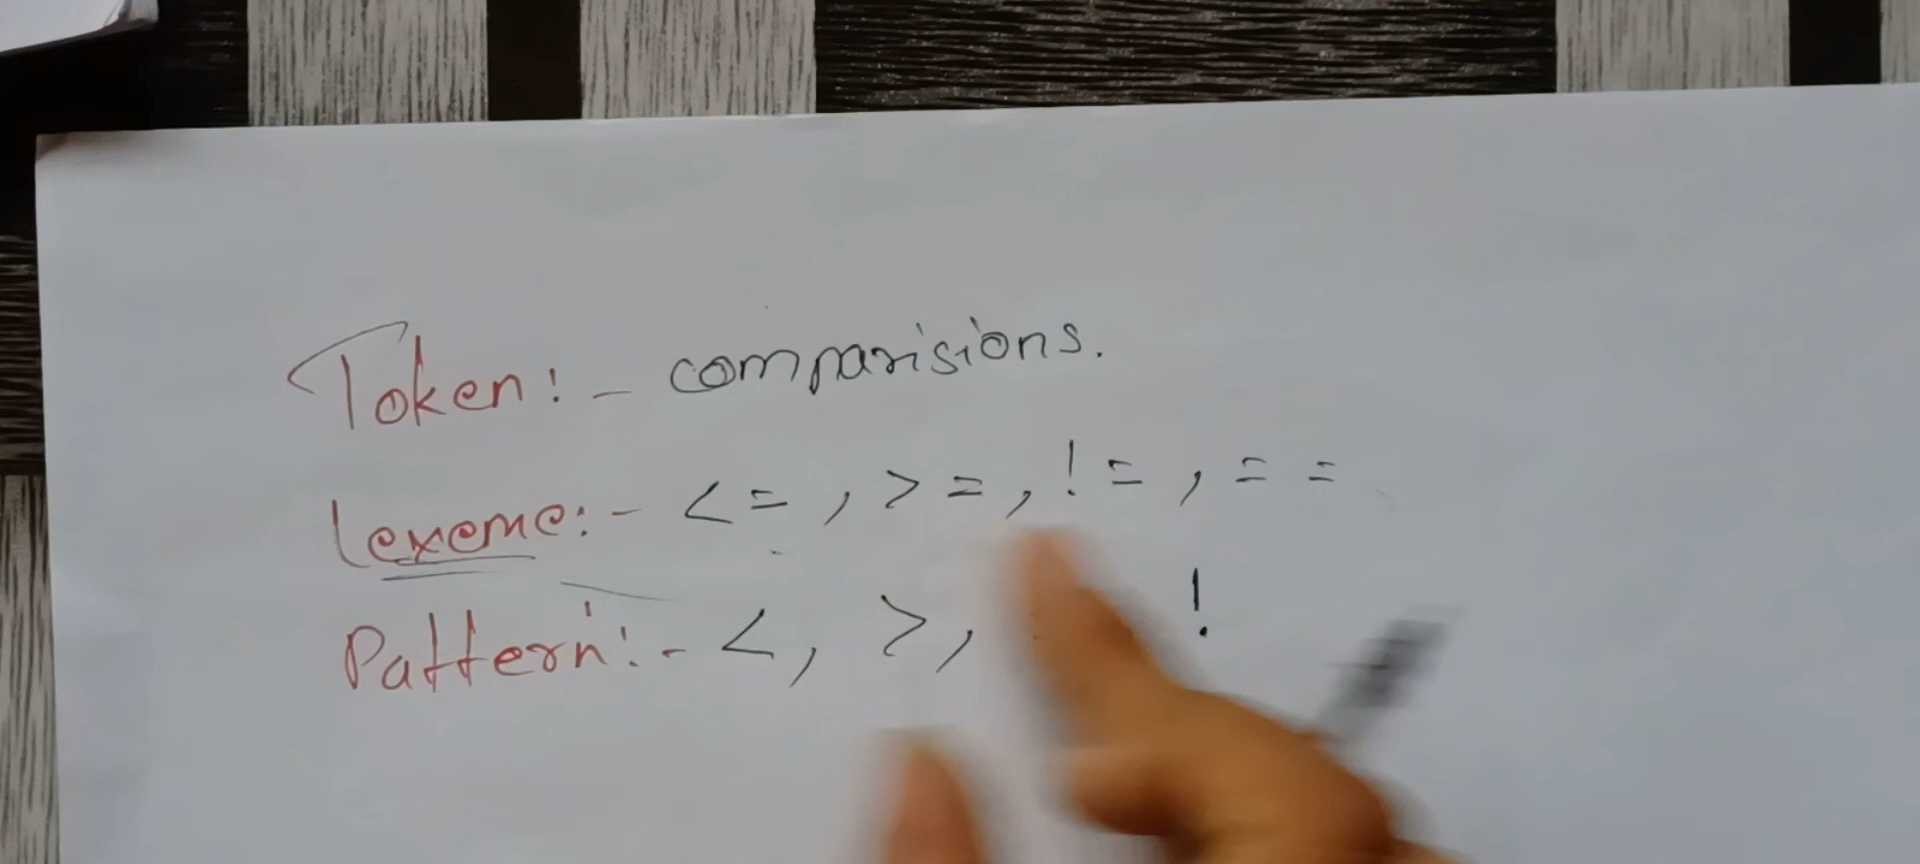 Token:- comparisions.
lexeme:- <= , >= , != , = =
Pattern:- < , > , !